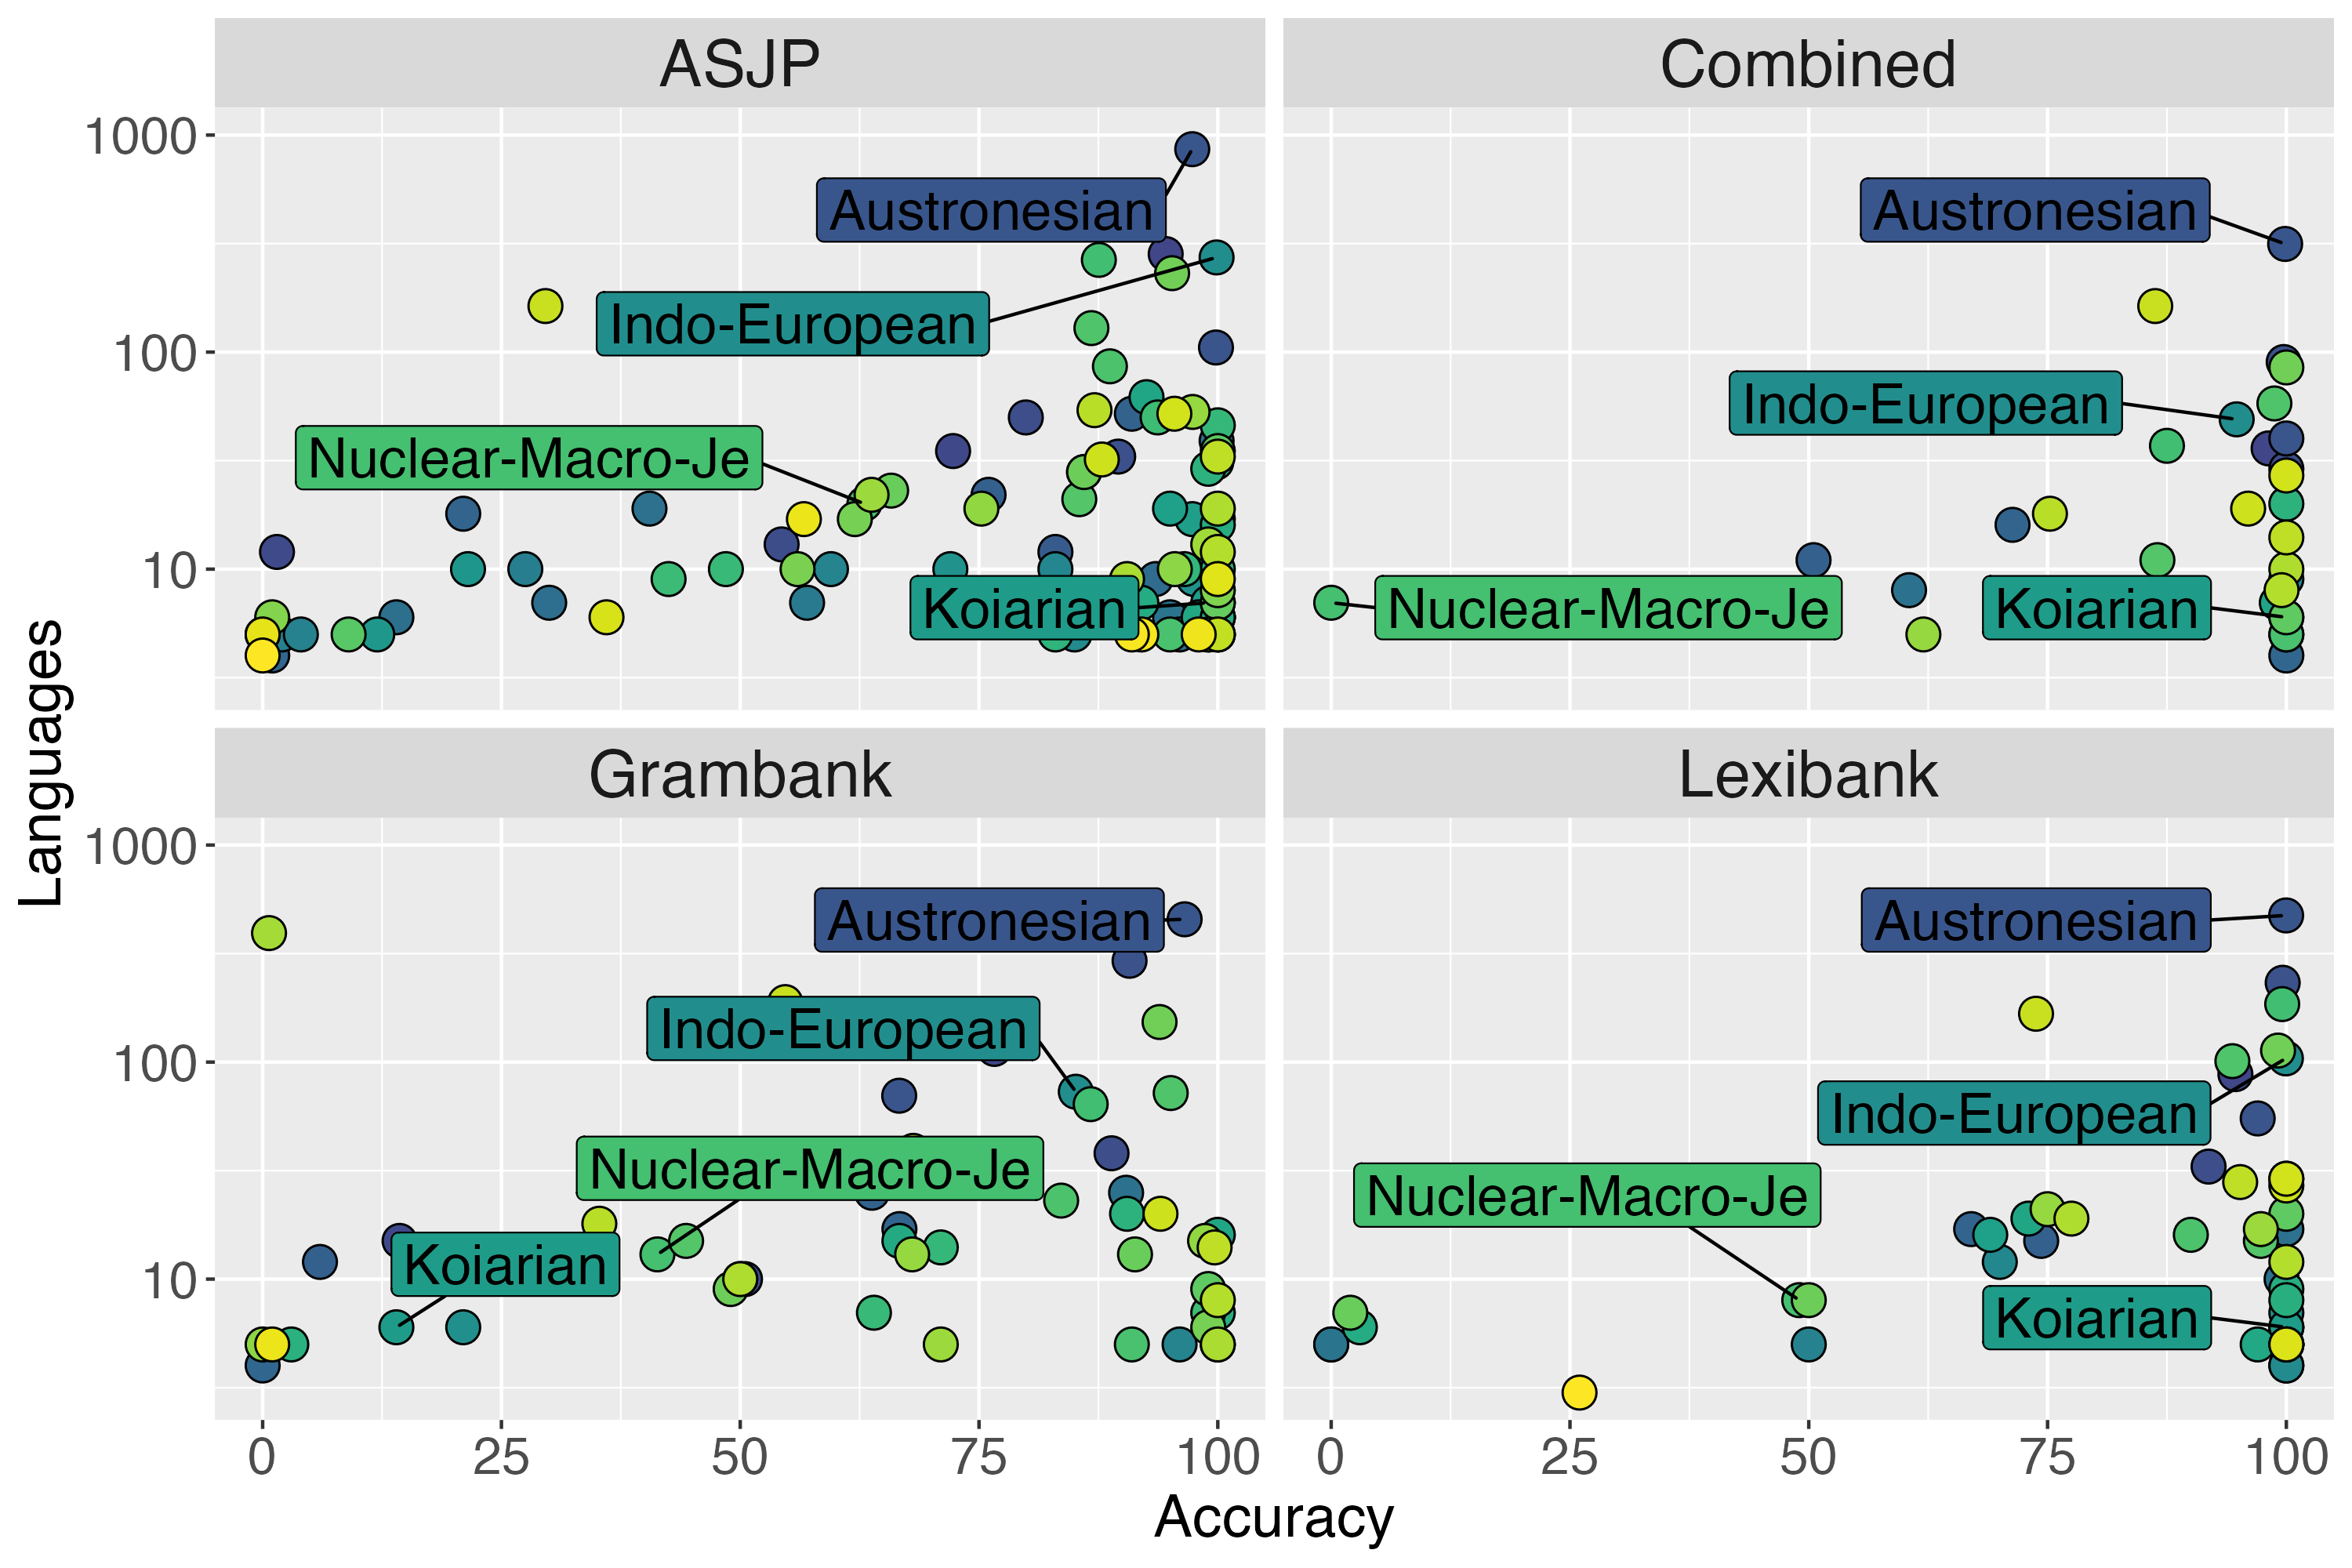 ASJP
Combined
1000
100
10
Austronesian
Indo-European
Nuclear-Macro-Je
Koiarian
Austronesian
Indo-European
Nuclear-Macro-Je
Koiarian
Languages
Grambank
Lexibank
1000
100
10
Austronesian
Indo-European
Nuclear-Macro-Je
Koiarian
Austronesian
Indo-European
Nuclear-Macro-Je
Koiarian
0 25 50 75 100
0 25 50 75 100
Accuracy